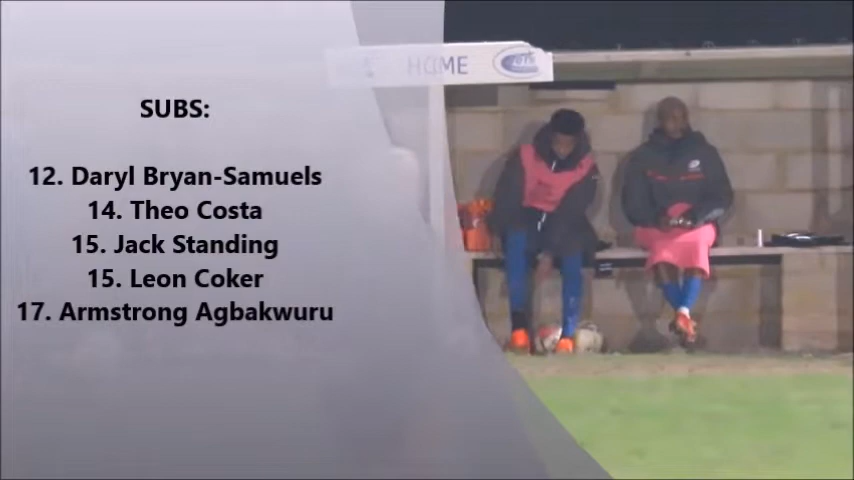 HOME
SUBS:
12. Daryl Bryan-Samuels
14. Theo Costa
15. Jack Standing
15. Leon Coker
17. Armstrong Agbakwuru